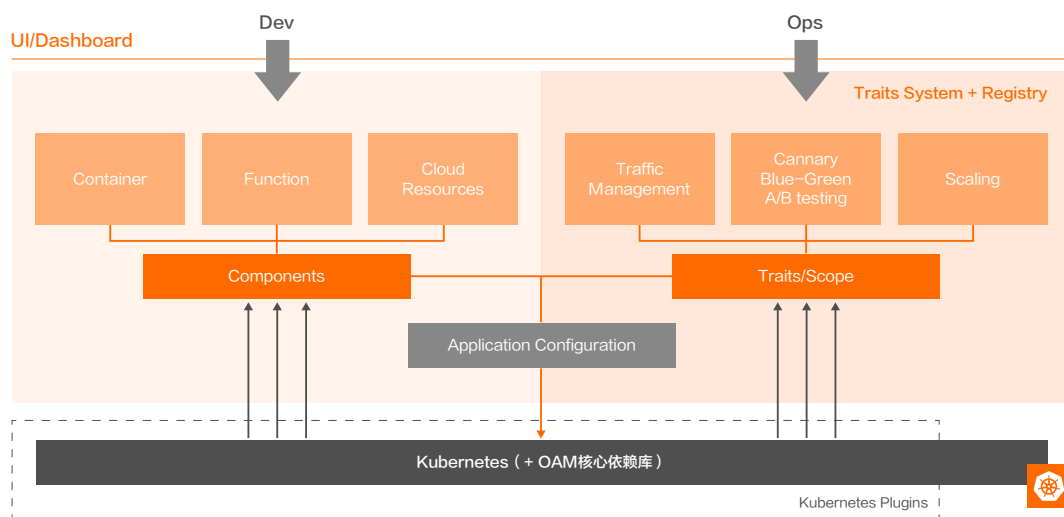 Dev
Ops
UI/Dashboard
Traits System + Registry
Container
Function
Cloud
Resources
Traffic
Management
Cannary
Blue-Green
A/B testing
Scaling
Components
Traits/Scope
Application Configuration
Kubernetes（+ OAM核心依赖库）
Kubernetes Plugins